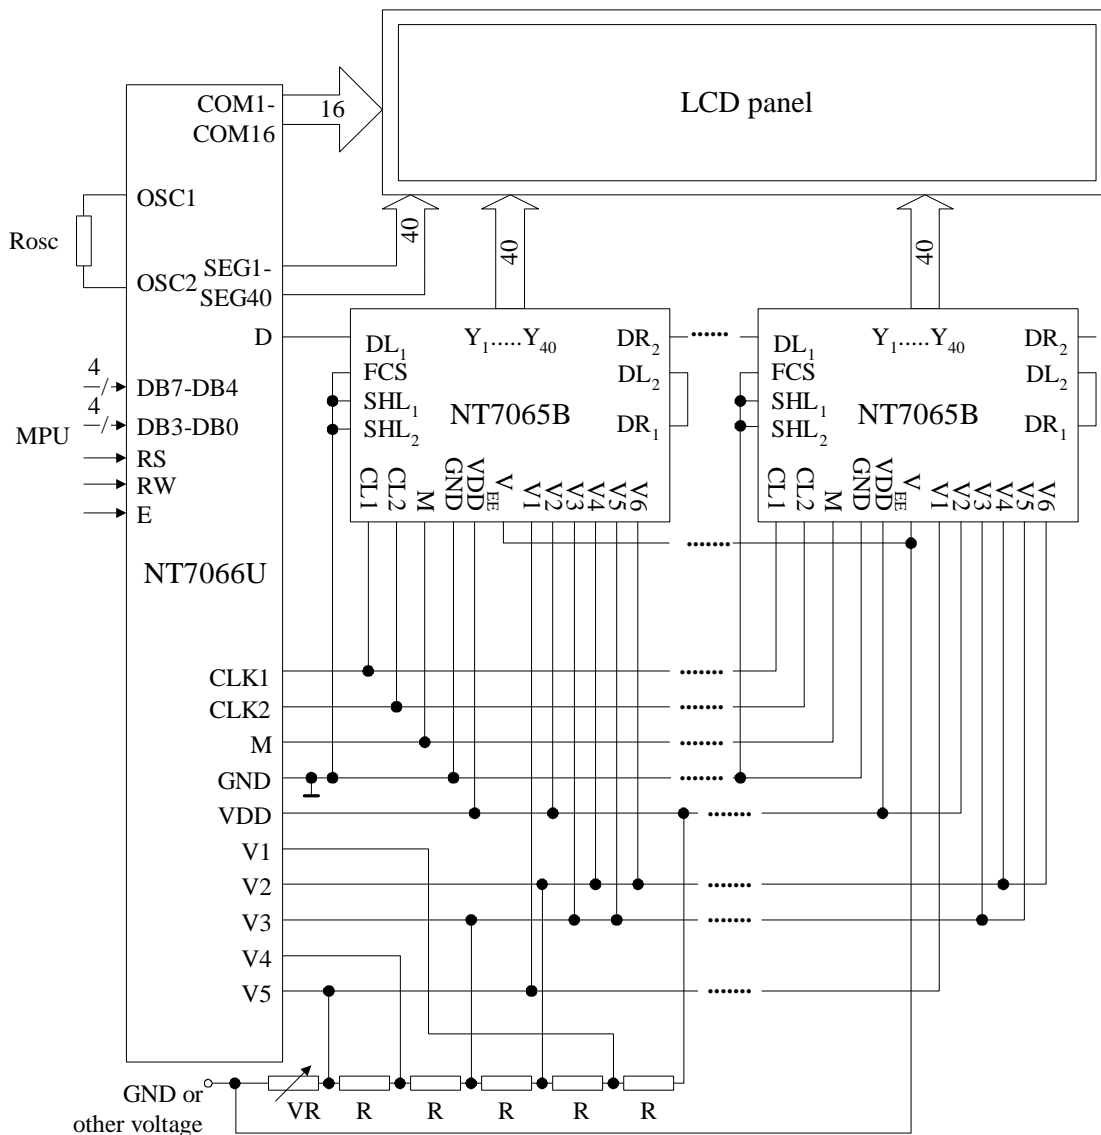 LCD panel
COM1-
COM16
16
OSC1
Rosc
OSC2
SEG1-
SEG40
40
40
40
D
DL1 Y1.....Y40 DR2
FCS DL2
SHL1 NT7065B
SHL2 DR1
CL1 CL2 M GND VDD VEE V1 V2 V3 V4 V5 V6
DL1 Y1.....Y40 DR2
FCS DL2
SHL1 NT7065B
SHL2 DR1
CL1 CL2 M GND VDD VEE V1 V2 V3 V4 V5 V6
4
DB7-DB4
4
MPU DB3-DB0
RS
RW
E
NT7066U
CLK1
CLK2
M
GND
VDD
V1
V2
V3
V4
V5
GND or
other voltage
VR R R R R R